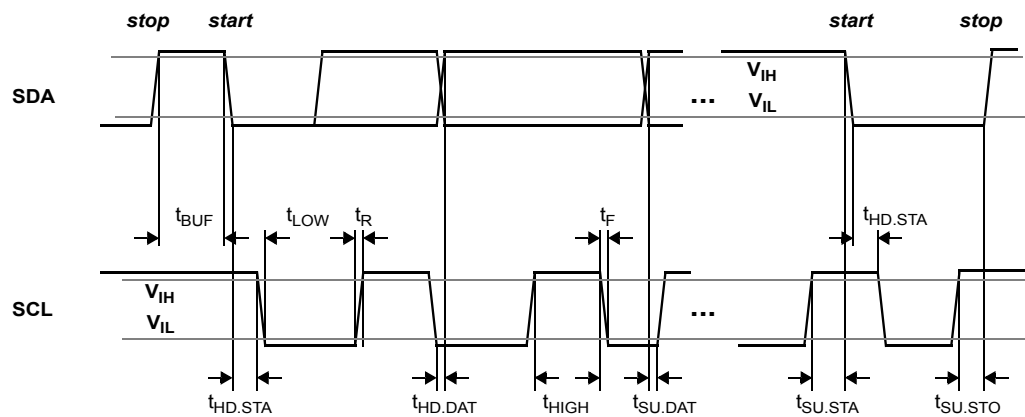 stop start start stop
SDA
V_IH
V_IL
...
t_BUF t_LOW t_R t_F t_HD.STA
SCL
V_IH
V_IL
...
t_HD.STA t_HD.DAT t_HIGH t_SU.DAT t_SU.STA t_SU.STO